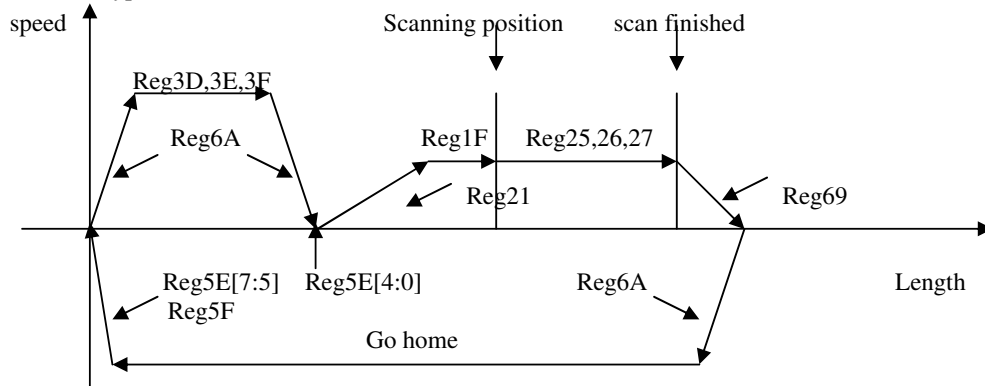 speed
Scanning position
scan finished
Reg3D,3E,3F
Reg6A
Reg1F
Reg25,26,27
Reg21
Reg69
Reg5E[7:5]
Reg5F
Reg5E[4:0]
Reg6A
Length
Go home